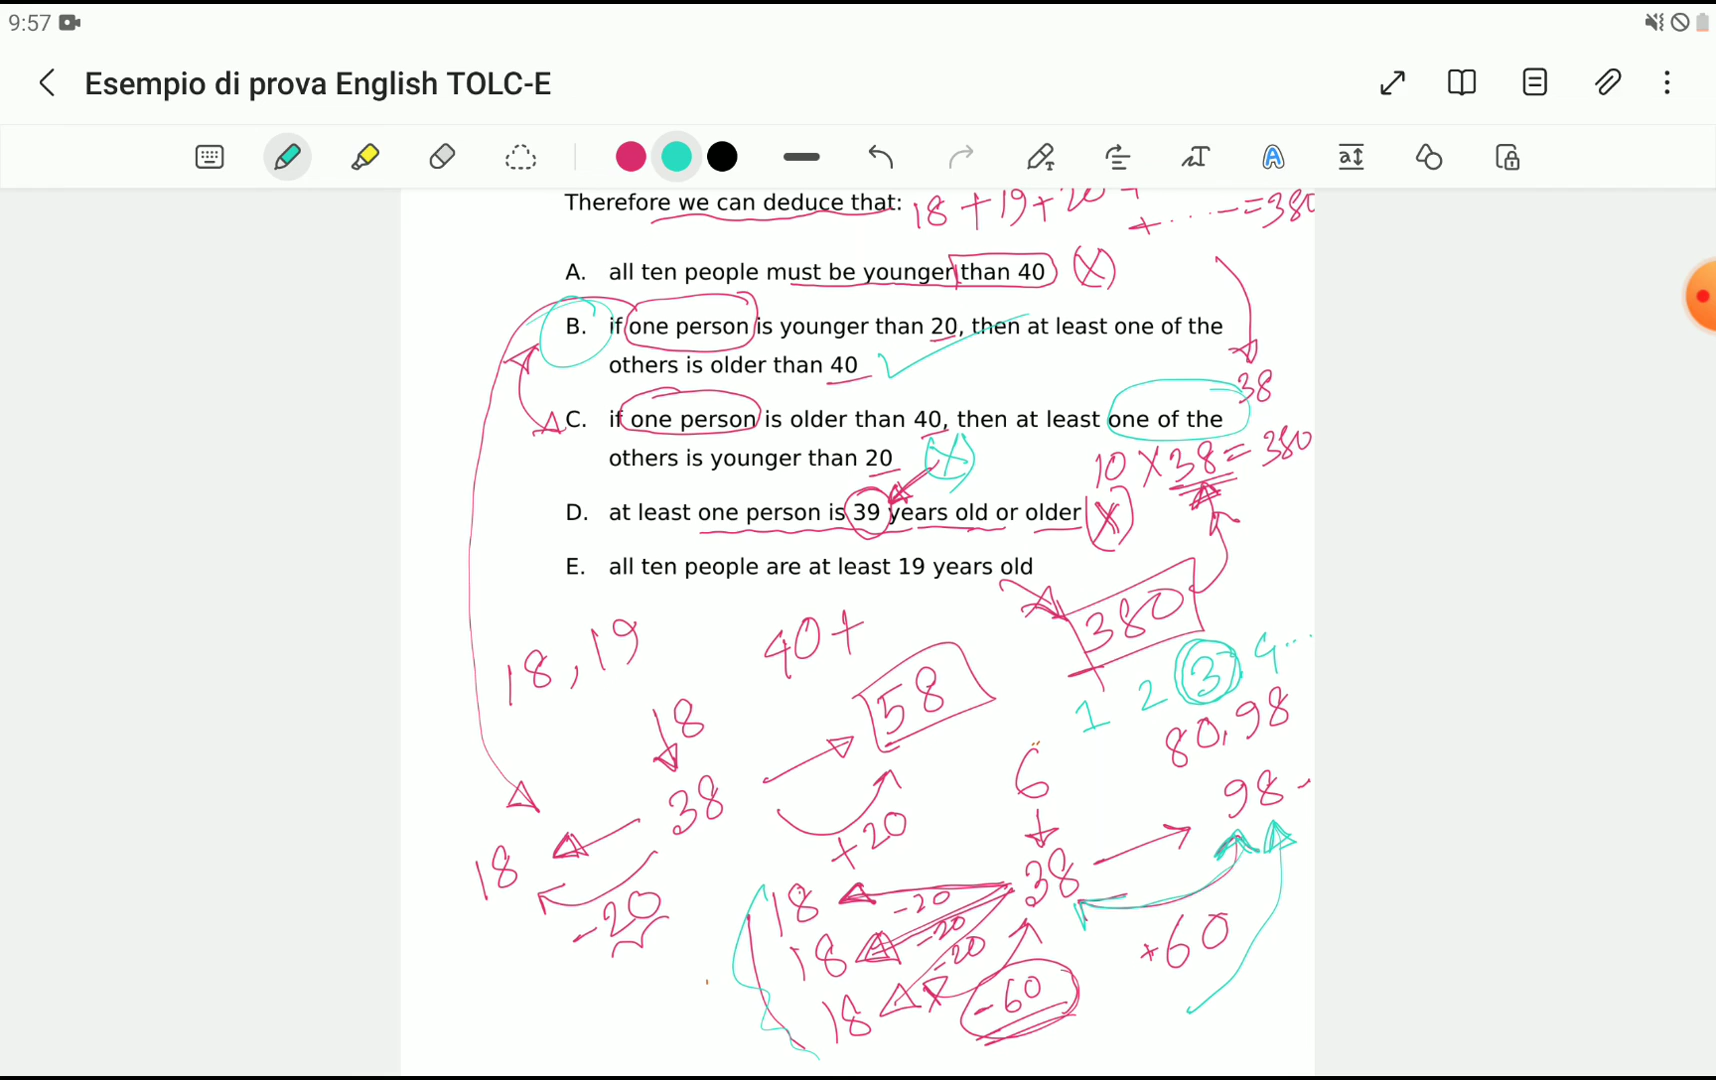 9:57
Esempio di prova English TOLC-E
Therefore we can deduce that: 18 + 19 + 20 +
+ ..... = 380
A. all ten people must be younger than 40 X
B. if one person is younger than 20, then at least one of the
others is older than 40
38
C. if one person is older than 40, then at least one of the
others is younger than 20 X
10 X 38 = 380
D. at least one person is 39 years old or older X
E. all ten people are at least 19 years old
380
18, 19
40+
58
1 2 3 4...
80, 98
18
38
+20
18
-20
6
98
38
+60
18 -20
18 -20
18 -20
-60